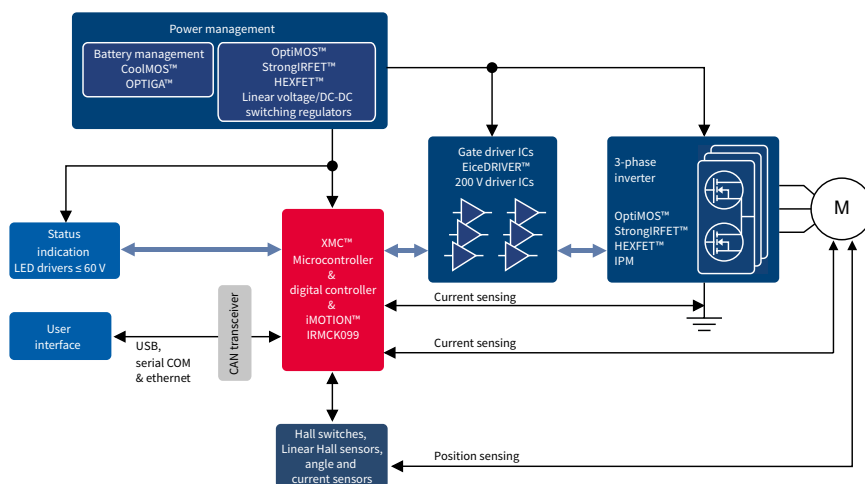 Power management
Battery management
CoolMOS™
OPTIGA™
OptiMOS™
StrongIRFET™
HEXFET™
Linear voltage/DC-DC
switching regulators
Gate driver ICs
EiceDRIVER™
200 V driver ICs
3-phase
inverter
OptiMOS™
StrongIRFET™
HEXFET™
IPM
M
Status
indication
LED drivers ≤ 60 V
XMC™
Microcontroller
&
digital controller
&
iMOTION™
IRMCK099
User
interface
USB,
serial COM
& ethernet
CAN transceiver
Current sensing
Current sensing
Hall switches,
Linear Hall sensors,
angle and
current sensors
Position sensing